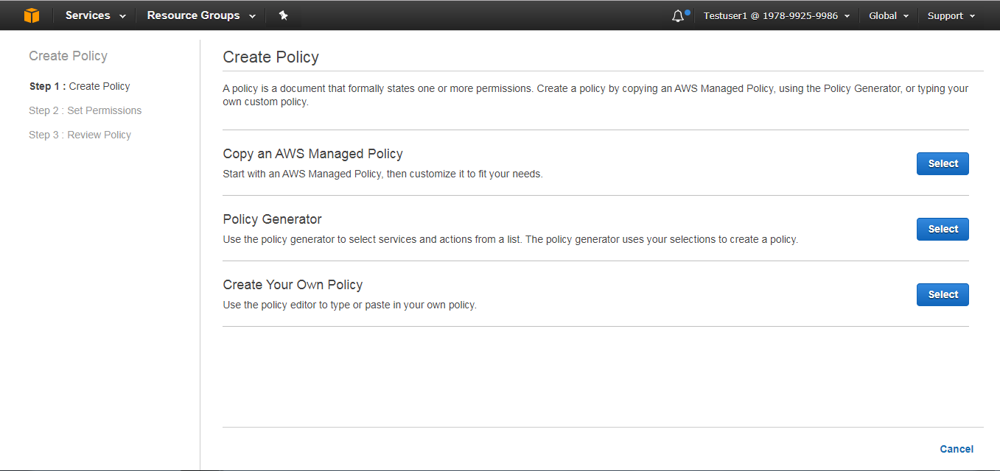 Services Resource Groups Testuser1 @ 1978-9925-9986 Global Support
Create Policy
Step 1 : Create Policy
Step 2 : Set Permissions
Step 3 : Review Policy
Create Policy
A policy is a document that formally states one or more permissions. Create a policy by copying an AWS Managed Policy, using the Policy Generator, or typing your
own custom policy.
Copy an AWS Managed Policy
Start with an AWS Managed Policy, then customize it to fit your needs.
Select
Policy Generator
Use the policy generator to select services and actions from a list. The policy generator uses your selections to create a policy.
Select
Create Your Own Policy
Use the policy editor to type or paste in your own policy.
Select
Cancel